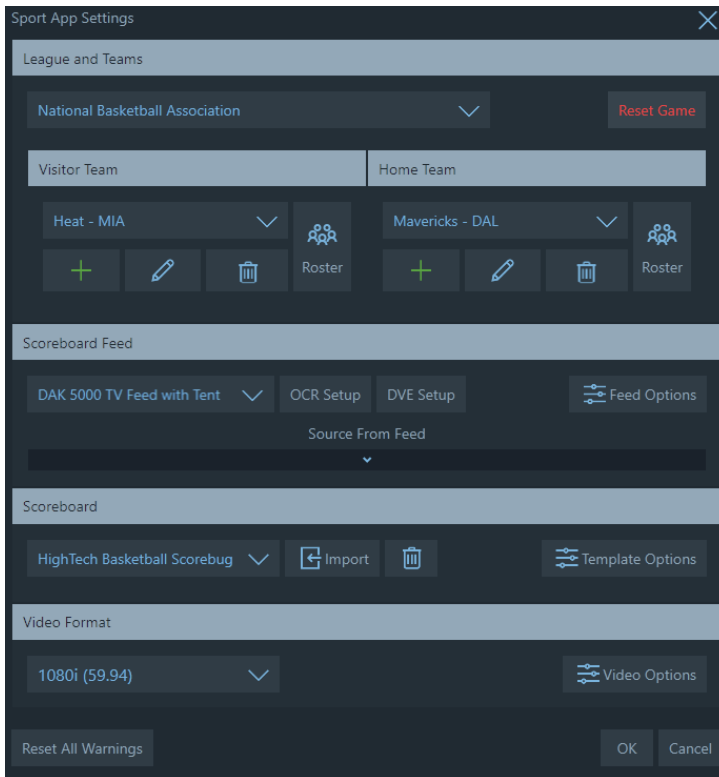 Sport App Settings
League and Teams
National Basketball Association
Reset Game
Visitor Team
Home Team
Heat - MIA
Roster
Mavericks - DAL
Roster
Scoreboard Feed
DAK 5000 TV Feed with Tent
OCR Setup
DVE Setup
Feed Options
Source From Feed
Scoreboard
HighTech Basketball Scorebug
Import
Template Options
Video Format
1080i (59.94)
Video Options
Reset All Warnings
OK
Cancel